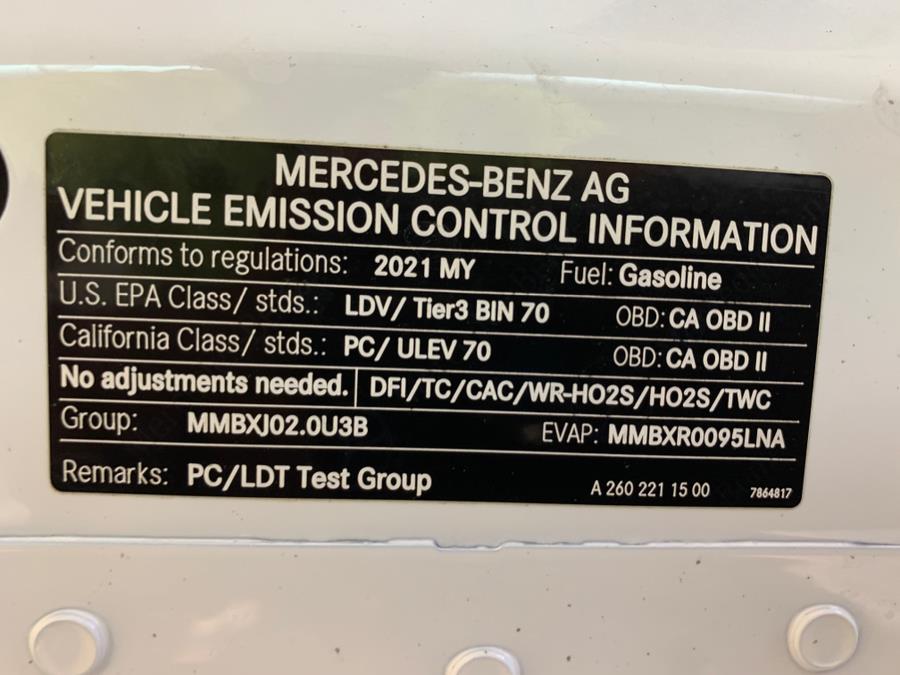 MERCEDES-BENZ AG
VEHICLE EMISSION CONTROL INFORMATION
Conforms to regulations: 2021 MY Fuel: Gasoline
U.S. EPA Class/ stds.: LDV/ Tier3 BIN 70 OBD: CA OBD II
California Class/ stds.: PC/ ULEV 70 OBD: CA OBD II
No adjustments needed. DFI/TC/CAC/WR-HO2S/HO2S/TWC
Group: MMBXJ02.0U3B EVAP: MMBXR0095LNA
Remarks: PC/LDT Test Group A 260 221 15 00 7864817